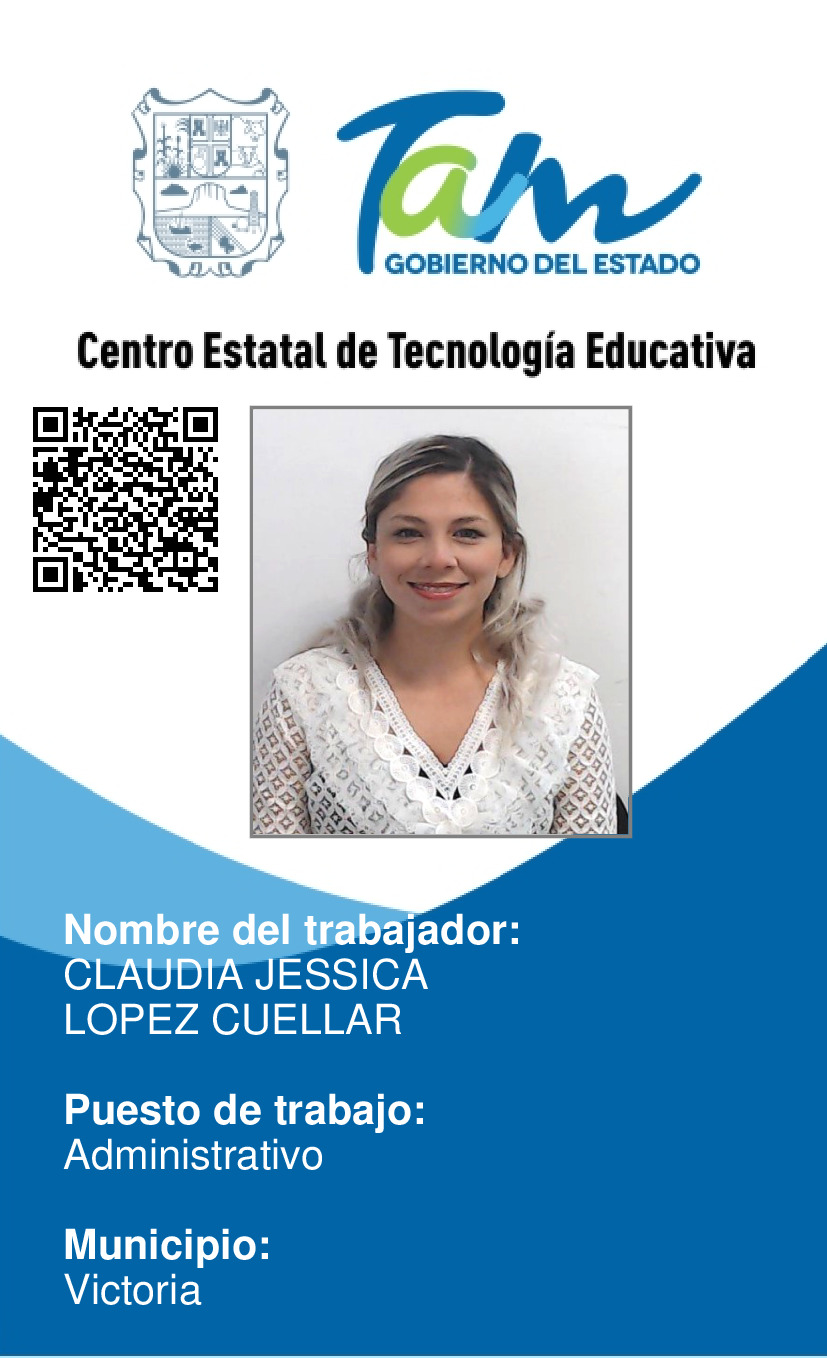 Tam
GOBIERNO DEL ESTADO
Centro Estatal de Tecnología Educativa
Nombre del trabajador:
CLAUDIA JESSICA
LOPEZ CUELLAR
Puesto de trabajo:
Administrativo
Municipio:
Victoria